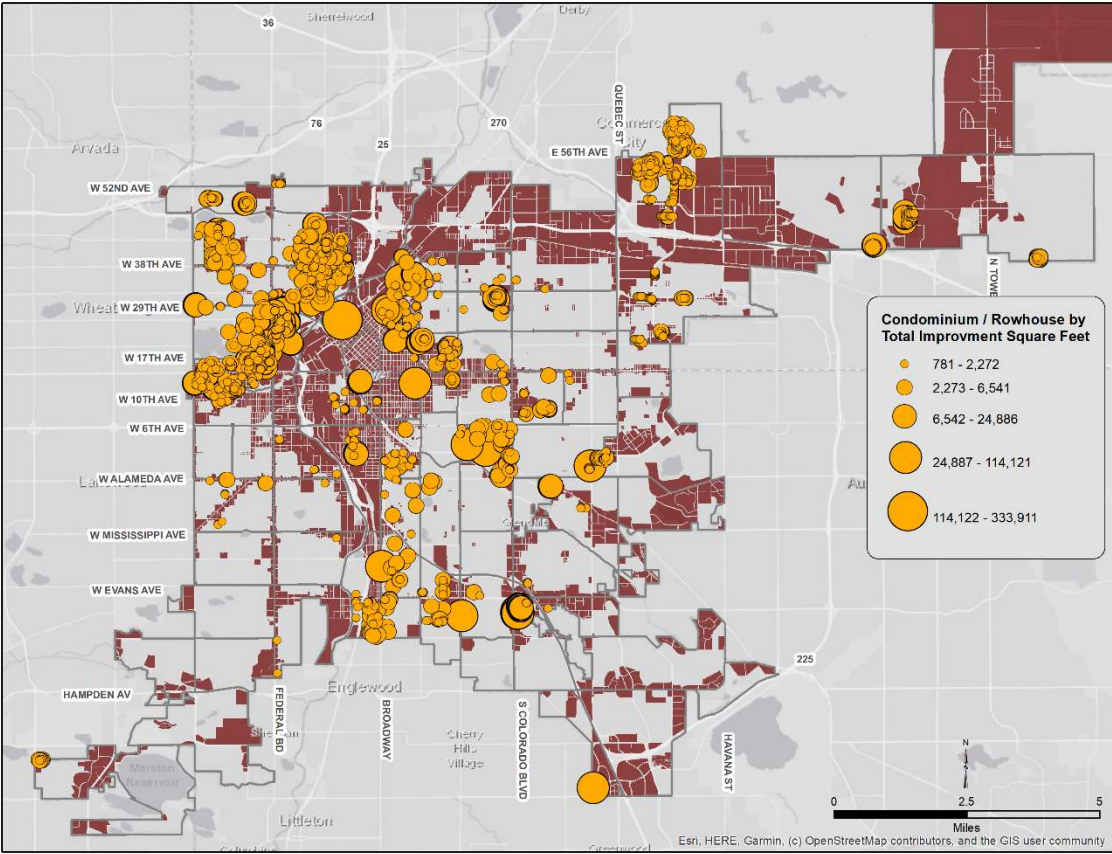 36
Sherrelwood
Derby
76
270
QUEBEC ST
Commerce
City
25
Arvada
E 56TH AVE
W 52ND AVE
W 38TH AVE
N TOWE
W 29TH AVE
Condominium / Rowhouse by
Total Improvment Square Feet
781 - 2,272
2,273 - 6,541
6,542 - 24,886
24,887 - 114,121
114,122 - 333,911
W 17TH AVE
W 10TH AVE
W 6TH AVE
W ALAMEDA AVE
Au
Glendale
W MISSISSIPPI AVE
W EVANS AVE
225
Englewood
HAMPDEN AV
FEDERAL BD
BROADWAY
S COLORADO BLVD
HAVANA ST
Cherry
Hills
Village
Marston
Reservoir
N
0
2.5
5
Miles
Littleton
Greenwood
Esri, HERE, Garmin, (c) OpenStreetMap contributors, and the GIS user community